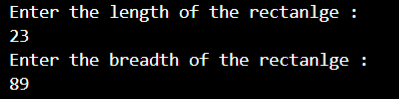 Enter the length of the rectanlge :
23
Enter the breadth of the rectanlge :
89